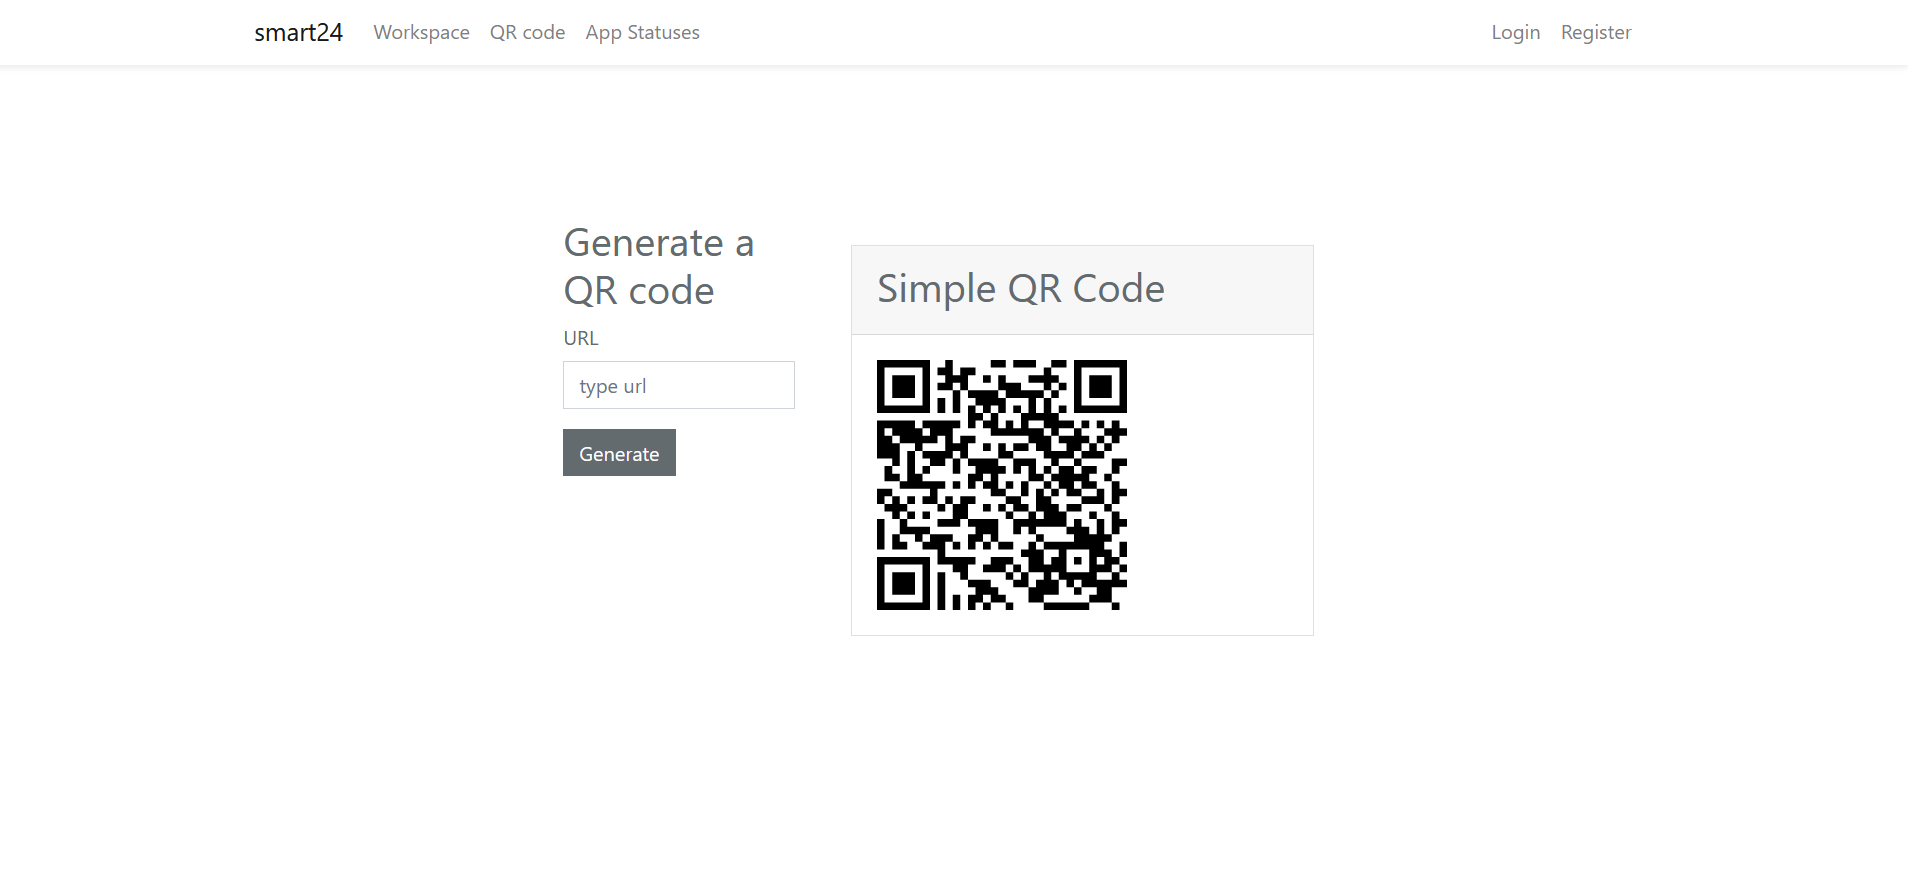 smart24 Workspace QR code App Statuses Login Register
Generate a
QR code
URL
type url
Generate
Simple QR Code